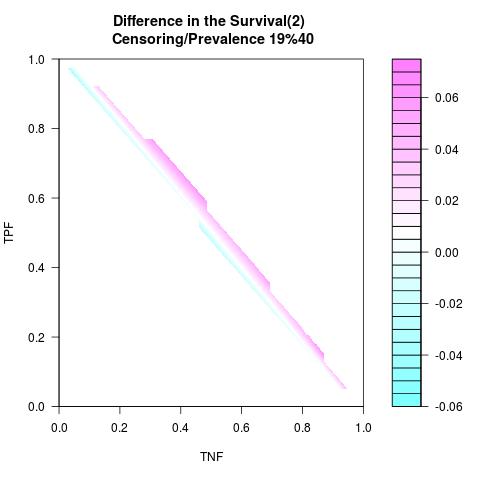 Difference in the Survival(2)
Censoring/Prevalence 19%40
1.0
0.8
0.6
0.4
0.2
0.0
TPF
0.0 0.2 0.4 0.6 0.8 1.0
TNF
0.06
0.04
0.02
0.00
-0.02
-0.04
-0.06